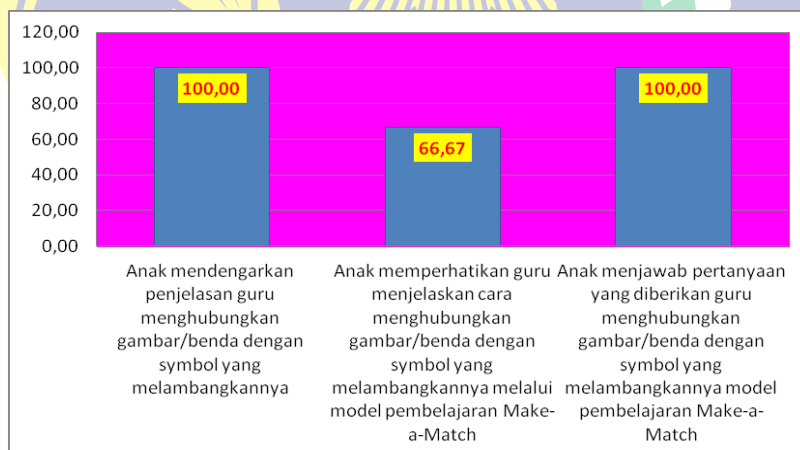 120,00
100,00
80,00
60,00
40,00
20,00
0,00
100,00
66,67
100,00
Anak mendengarkan
penjelasan guru
menghubungkan
gambar/benda dengan
symbol yang
melambangkannya
Anak memperhatikan guru
menjelaskan cara
menghubungkan
gambar/benda dengan
symbol yang
melambangkannya melalui
model pembelajaran Make-
a-Match
Anak menjawab pertanyaan
yang diberikan guru
menghubungkan
gambar/benda dengan
symbol yang
melambangkannya model
pembelajaran Make-a-
Match